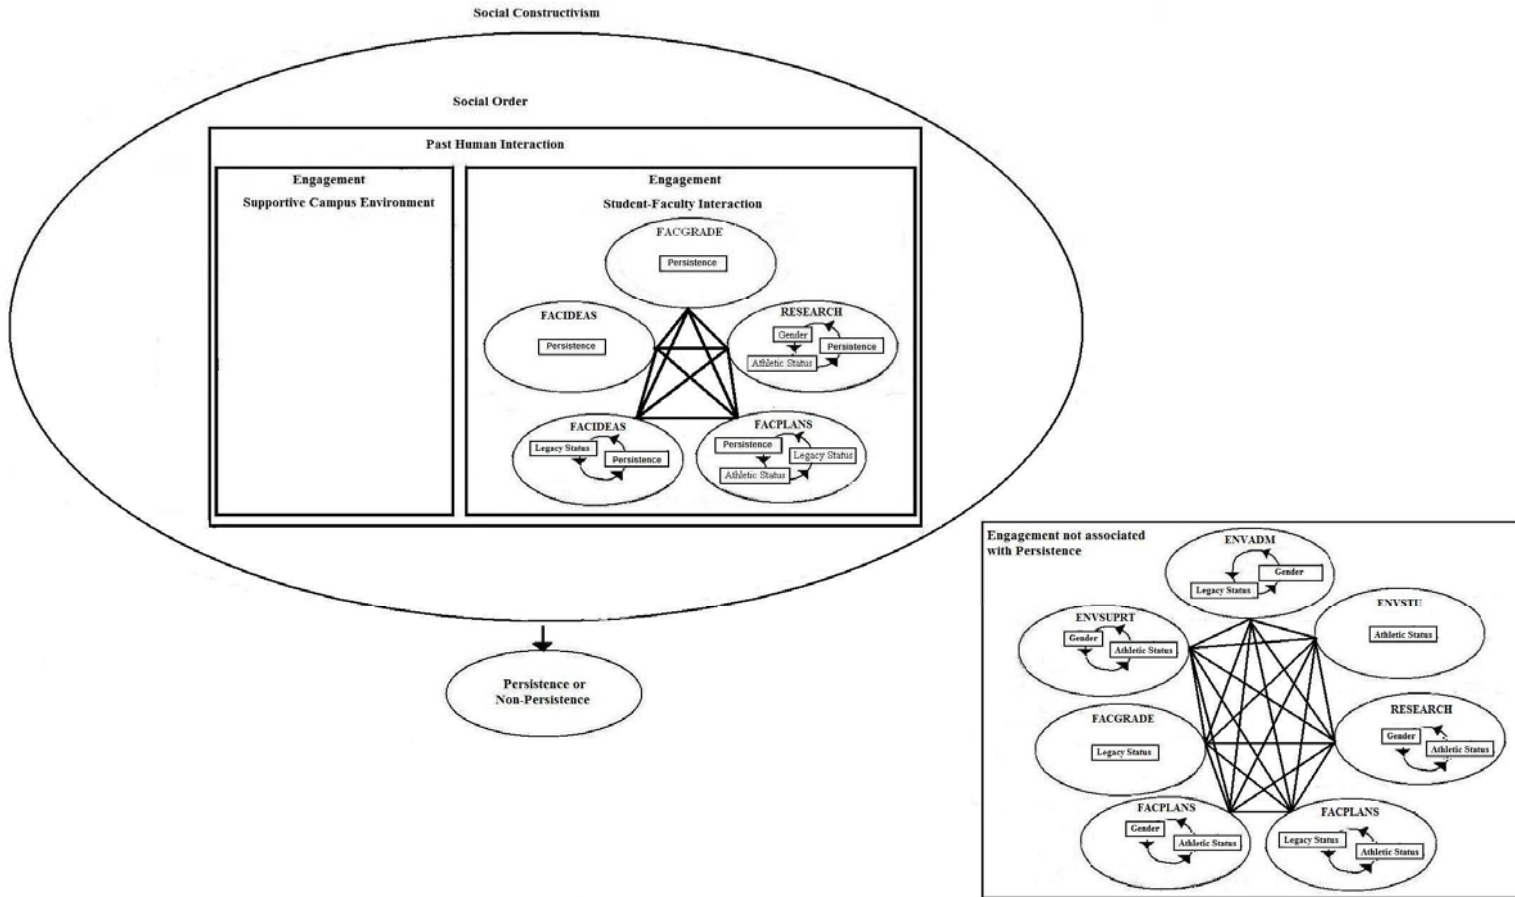 Social Constructivism
Social Order
Past Human Interaction
Engagement
Supportive Campus Environment
Engagement
Student-Faculty Interaction
FACGRADE
Persistence
FACIDEAS
Persistence
RESEARCH
Gender
Persistence
Athletic Status
FACIDEAS
Legacy Status
Persistence
FACPLANS
Persistence
Legacy Status
Athletic Status
Persistence or
Non-Persistence
Engagement not associated
with Persistence
ENVADM
Gender
Legacy Status
ENVSTU
Athletic Status
ENVSUPRT
Gender
Athletic Status
FACGRADE
Legacy Status
RESEARCH
Gender
Athletic Status
FACPLANS
Gender
Athletic Status
FACPLANS
Legacy Status
Athletic Status